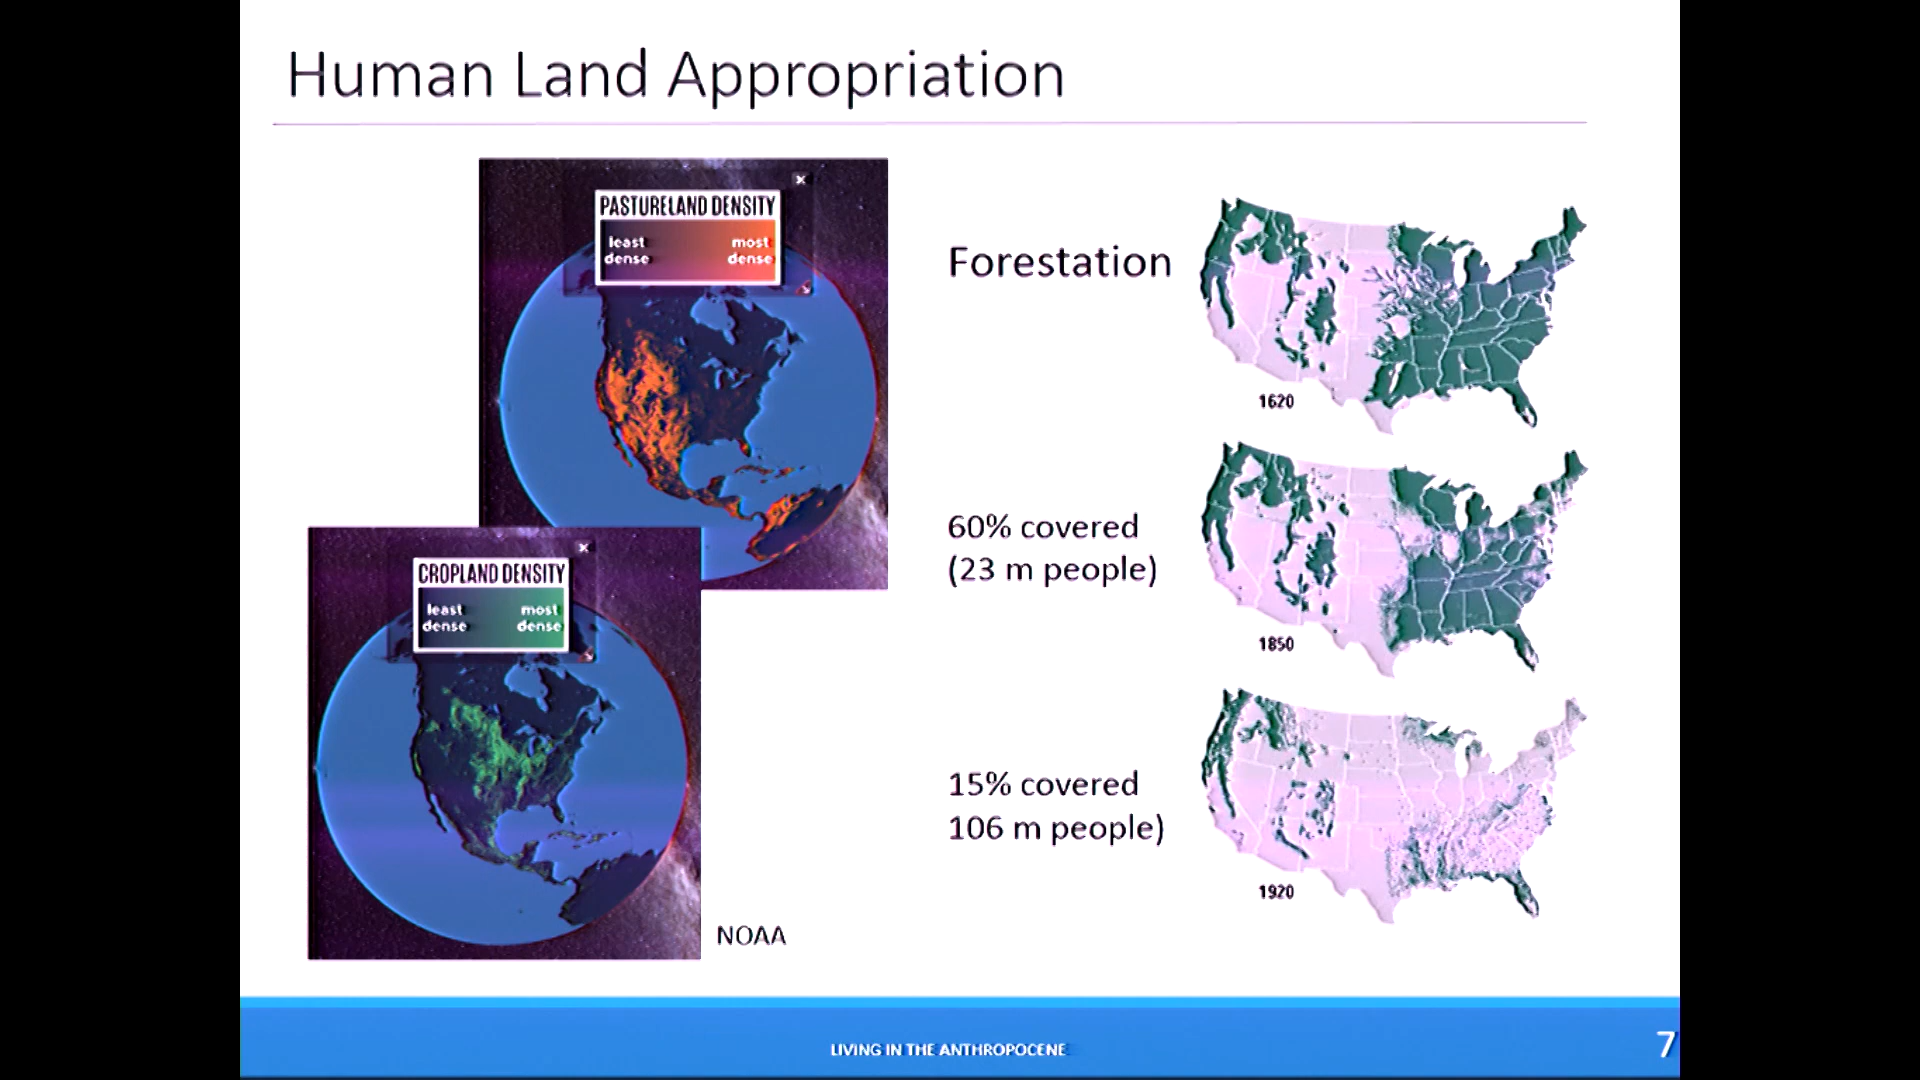 Human Land Appropriation
PASTURELAND DENSITY
least most
dense dense
CROPLAND DENSITY
least most
dense dense
NOAA
Forestation
1620
60% covered
(23 m people)
1850
15% covered
106 m people)
1920
LIVING IN THE ANTHROPOCENE
7